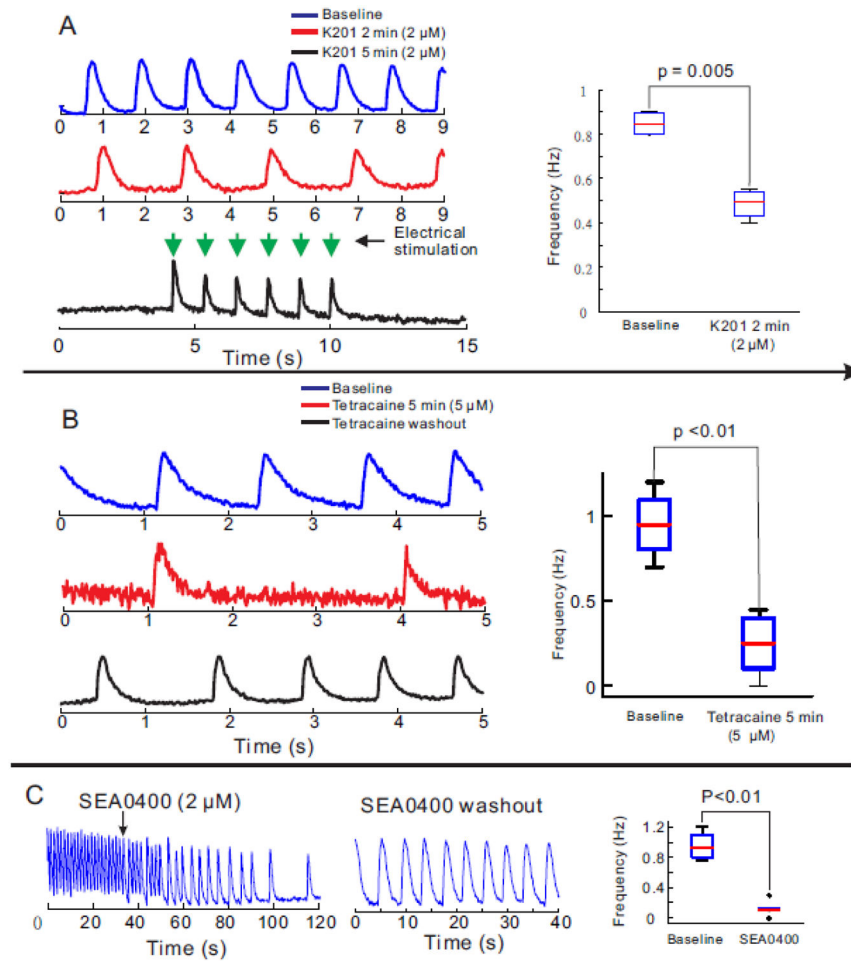 A
Baseline
K201 2 min (2 µM)
K201 5 min (2 µM)
0 1 2 3 4 5 6 7 8 9
0 1 2 3 4 5 6 7 8 9
Electrical
stimulation
0 5 10 15
Time (s)
p = 0.005
1
0.8
0.6
0.4
0.2
0
Frequency (Hz)
Baseline
K201 2 min
(2 µM)
B
Baseline
Tetracaine 5 min (5 µM)
Tetracaine washout
0 1 2 3 4 5
0 1 2 3 4 5
0 1 2 3 4 5
Time (s)
p <0.01
1
0.5
0
Frequency (Hz)
Baseline
Tetracaine 5 min
(5 µM)
C
SEA0400 (2 µM)
0 20 40 60 80 100 120
Time (s)
SEA0400 washout
0 10 20 30 40
Time (s)
P<0.01
1.2
0.8
0.4
0
Frequency (Hz)
Baseline
SEA0400